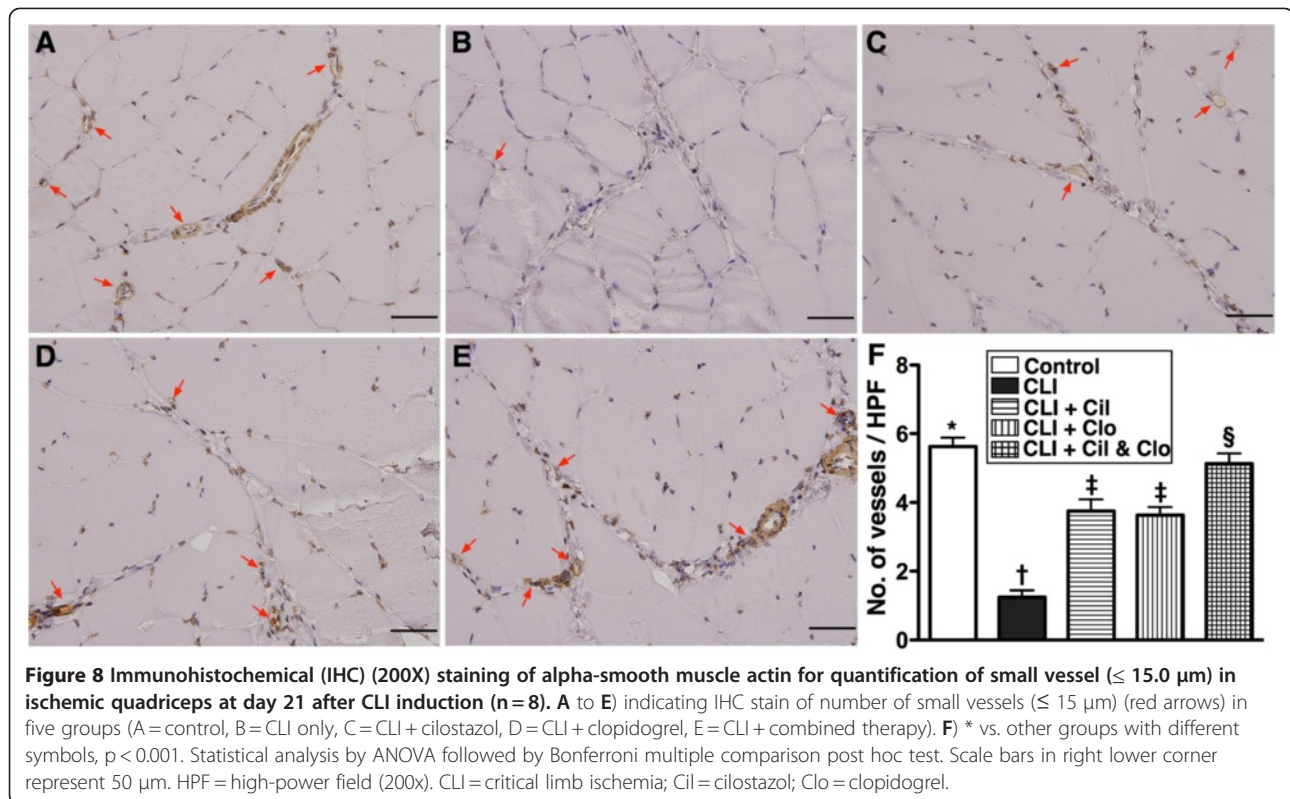 A
B
C
D
E
F
8
6
4
2
0
No. of vessels / HPF
Control
CLI
CLI + Cil
CLI + Clo
CLI + Cil & Clo
*
†
‡
‡
§
Figure 8 Immunohistochemical (IHC) (200X) staining of alpha-smooth muscle actin for quantification of small vessel (≤ 15.0 μm) in
ischemic quadriceps at day 21 after CLI induction (n = 8). A to E) indicating IHC stain of number of small vessels (≤ 15 μm) (red arrows) in
five groups (A = control, B = CLI only, C = CLI + cilostazol, D = CLI + clopidogrel, E = CLI + combined therapy). F) * vs. other groups with different
symbols, p < 0.001. Statistical analysis by ANOVA followed by Bonferroni multiple comparison post hoc test. Scale bars in right lower corner
represent 50 μm. HPF = high-power field (200x). CLI = critical limb ischemia; Cil = cilostazol; Clo = clopidogrel.